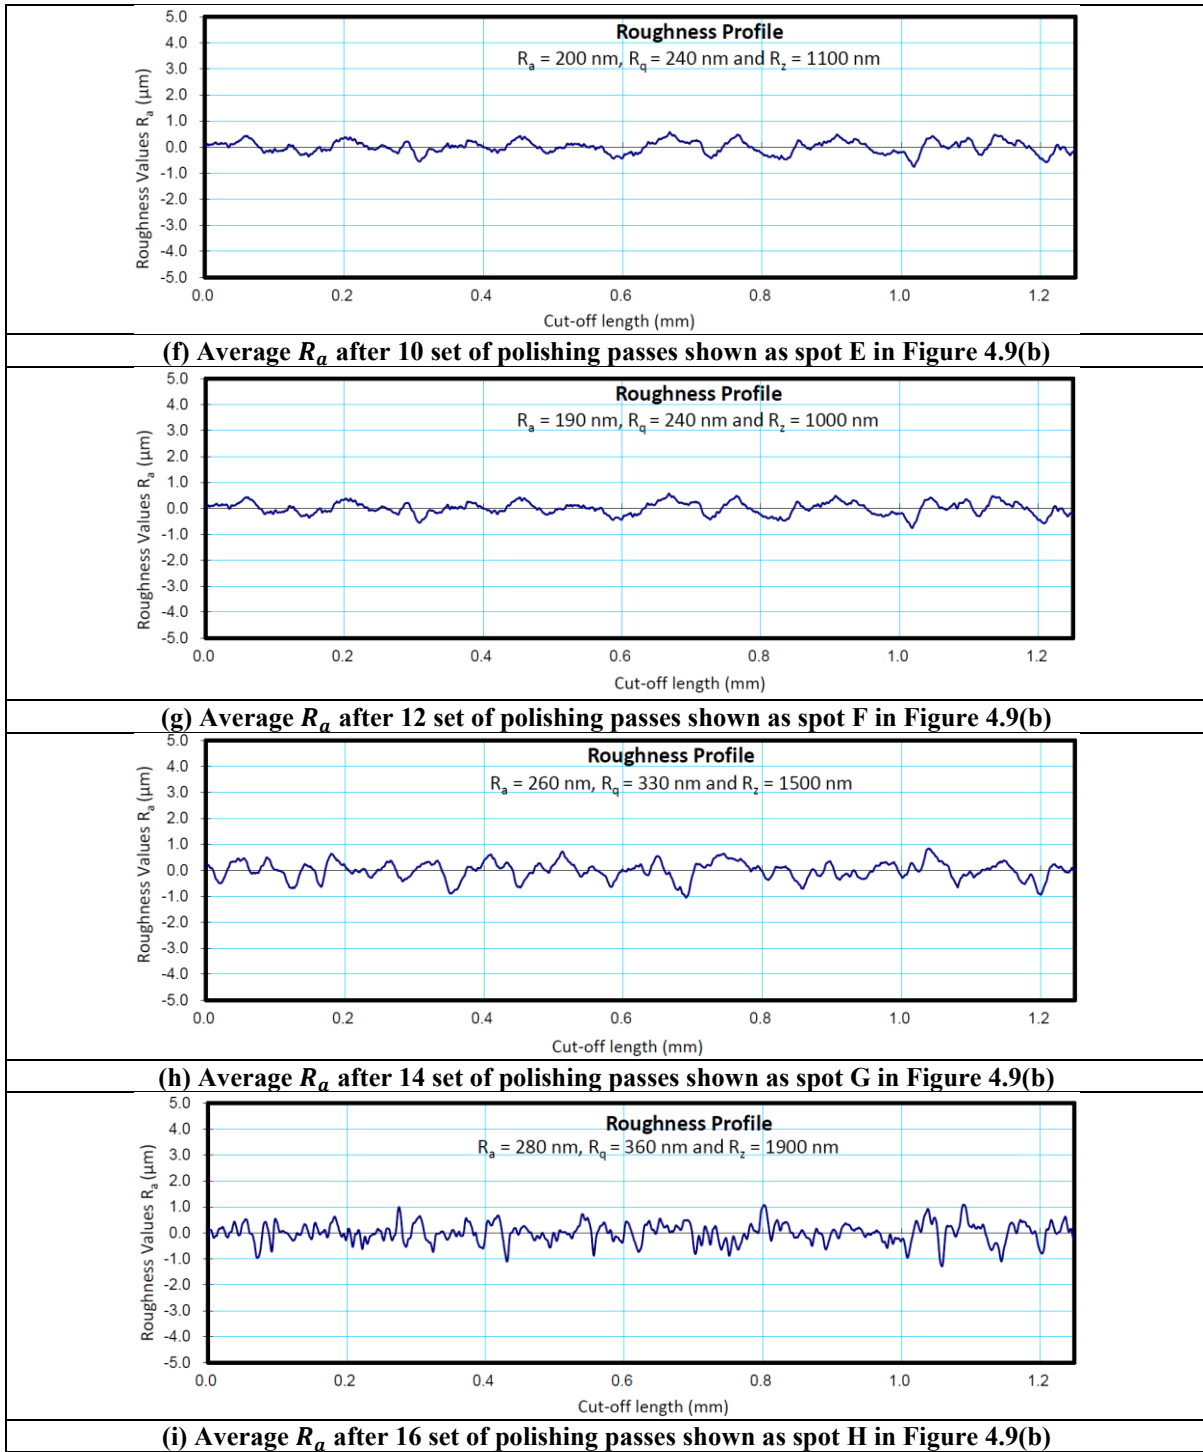 5.0
4.0
3.0
2.0
1.0
0.0
-1.0
-2.0
-3.0
-4.0
-5.0
Roughness Values Rₐ (µm)
Roughness Profile
Rₐ = 200 nm, R_q = 240 nm and R_z = 1100 nm
0.0 0.2 0.4 0.6 0.8 1.0 1.2
Cut-off length (mm)
(f) Average Rₐ after 10 set of polishing passes shown as spot E in Figure 4.9(b)
5.0
4.0
3.0
2.0
1.0
0.0
-1.0
-2.0
-3.0
-4.0
-5.0
Roughness Values Rₐ (µm)
Roughness Profile
Rₐ = 190 nm, R_q = 240 nm and R_z = 1000 nm
0.0 0.2 0.4 0.6 0.8 1.0 1.2
Cut-off length (mm)
(g) Average Rₐ after 12 set of polishing passes shown as spot F in Figure 4.9(b)
5.0
4.0
3.0
2.0
1.0
0.0
-1.0
-2.0
-3.0
-4.0
-5.0
Roughness Values Rₐ (µm)
Roughness Profile
Rₐ = 260 nm, R_q = 330 nm and R_z = 1500 nm
0.0 0.2 0.4 0.6 0.8 1.0 1.2
Cut-off length (mm)
(h) Average Rₐ after 14 set of polishing passes shown as spot G in Figure 4.9(b)
5.0
4.0
3.0
2.0
1.0
0.0
-1.0
-2.0
-3.0
-4.0
-5.0
Roughness Values Rₐ (µm)
Roughness Profile
Rₐ = 280 nm, R_q = 360 nm and R_z = 1900 nm
0.0 0.2 0.4 0.6 0.8 1.0 1.2
Cut-off length (mm)
(i) Average Rₐ after 16 set of polishing passes shown as spot H in Figure 4.9(b)